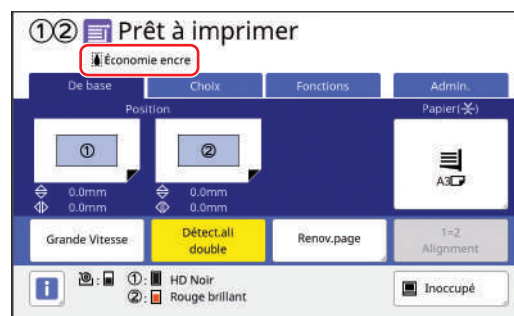 ①② Prêt à imprimer
Économie encre
De base Choix Fonctions Admin.
Position Papier
① ②
A3
0.0mm 0.0mm
0.0mm 0.0mm
Grande Vitesse Détect.ali double Renov.page 1=2 Alignment
①: HD Noir
②: Rouge brillant
Inoccupé